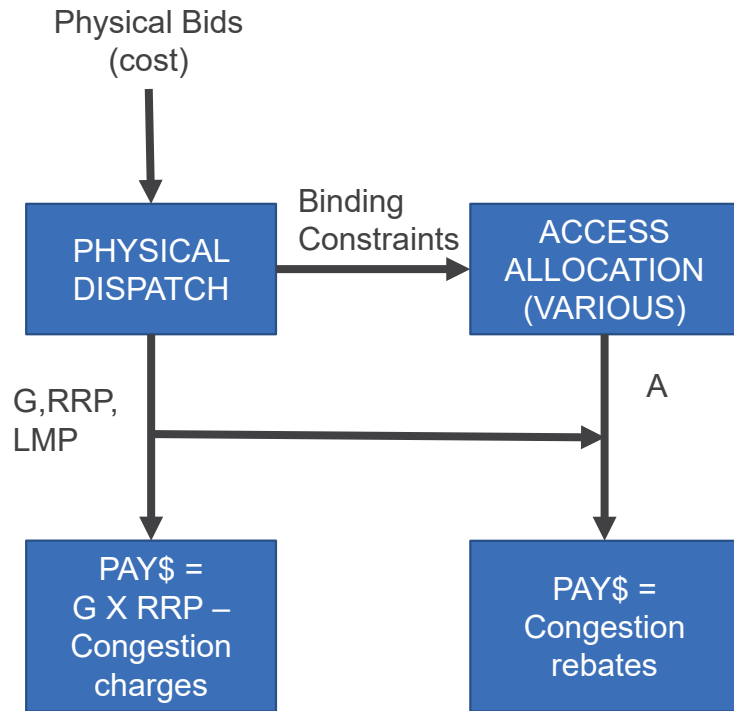 Physical Bids
(cost)
Binding
Constraints
PHYSICAL
DISPATCH
ACCESS
ALLOCATION
(VARIOUS)
G,RRP,
LMP
A
PAY$ =
G X RRP –
Congestion
charges
PAY$ =
Congestion
rebates